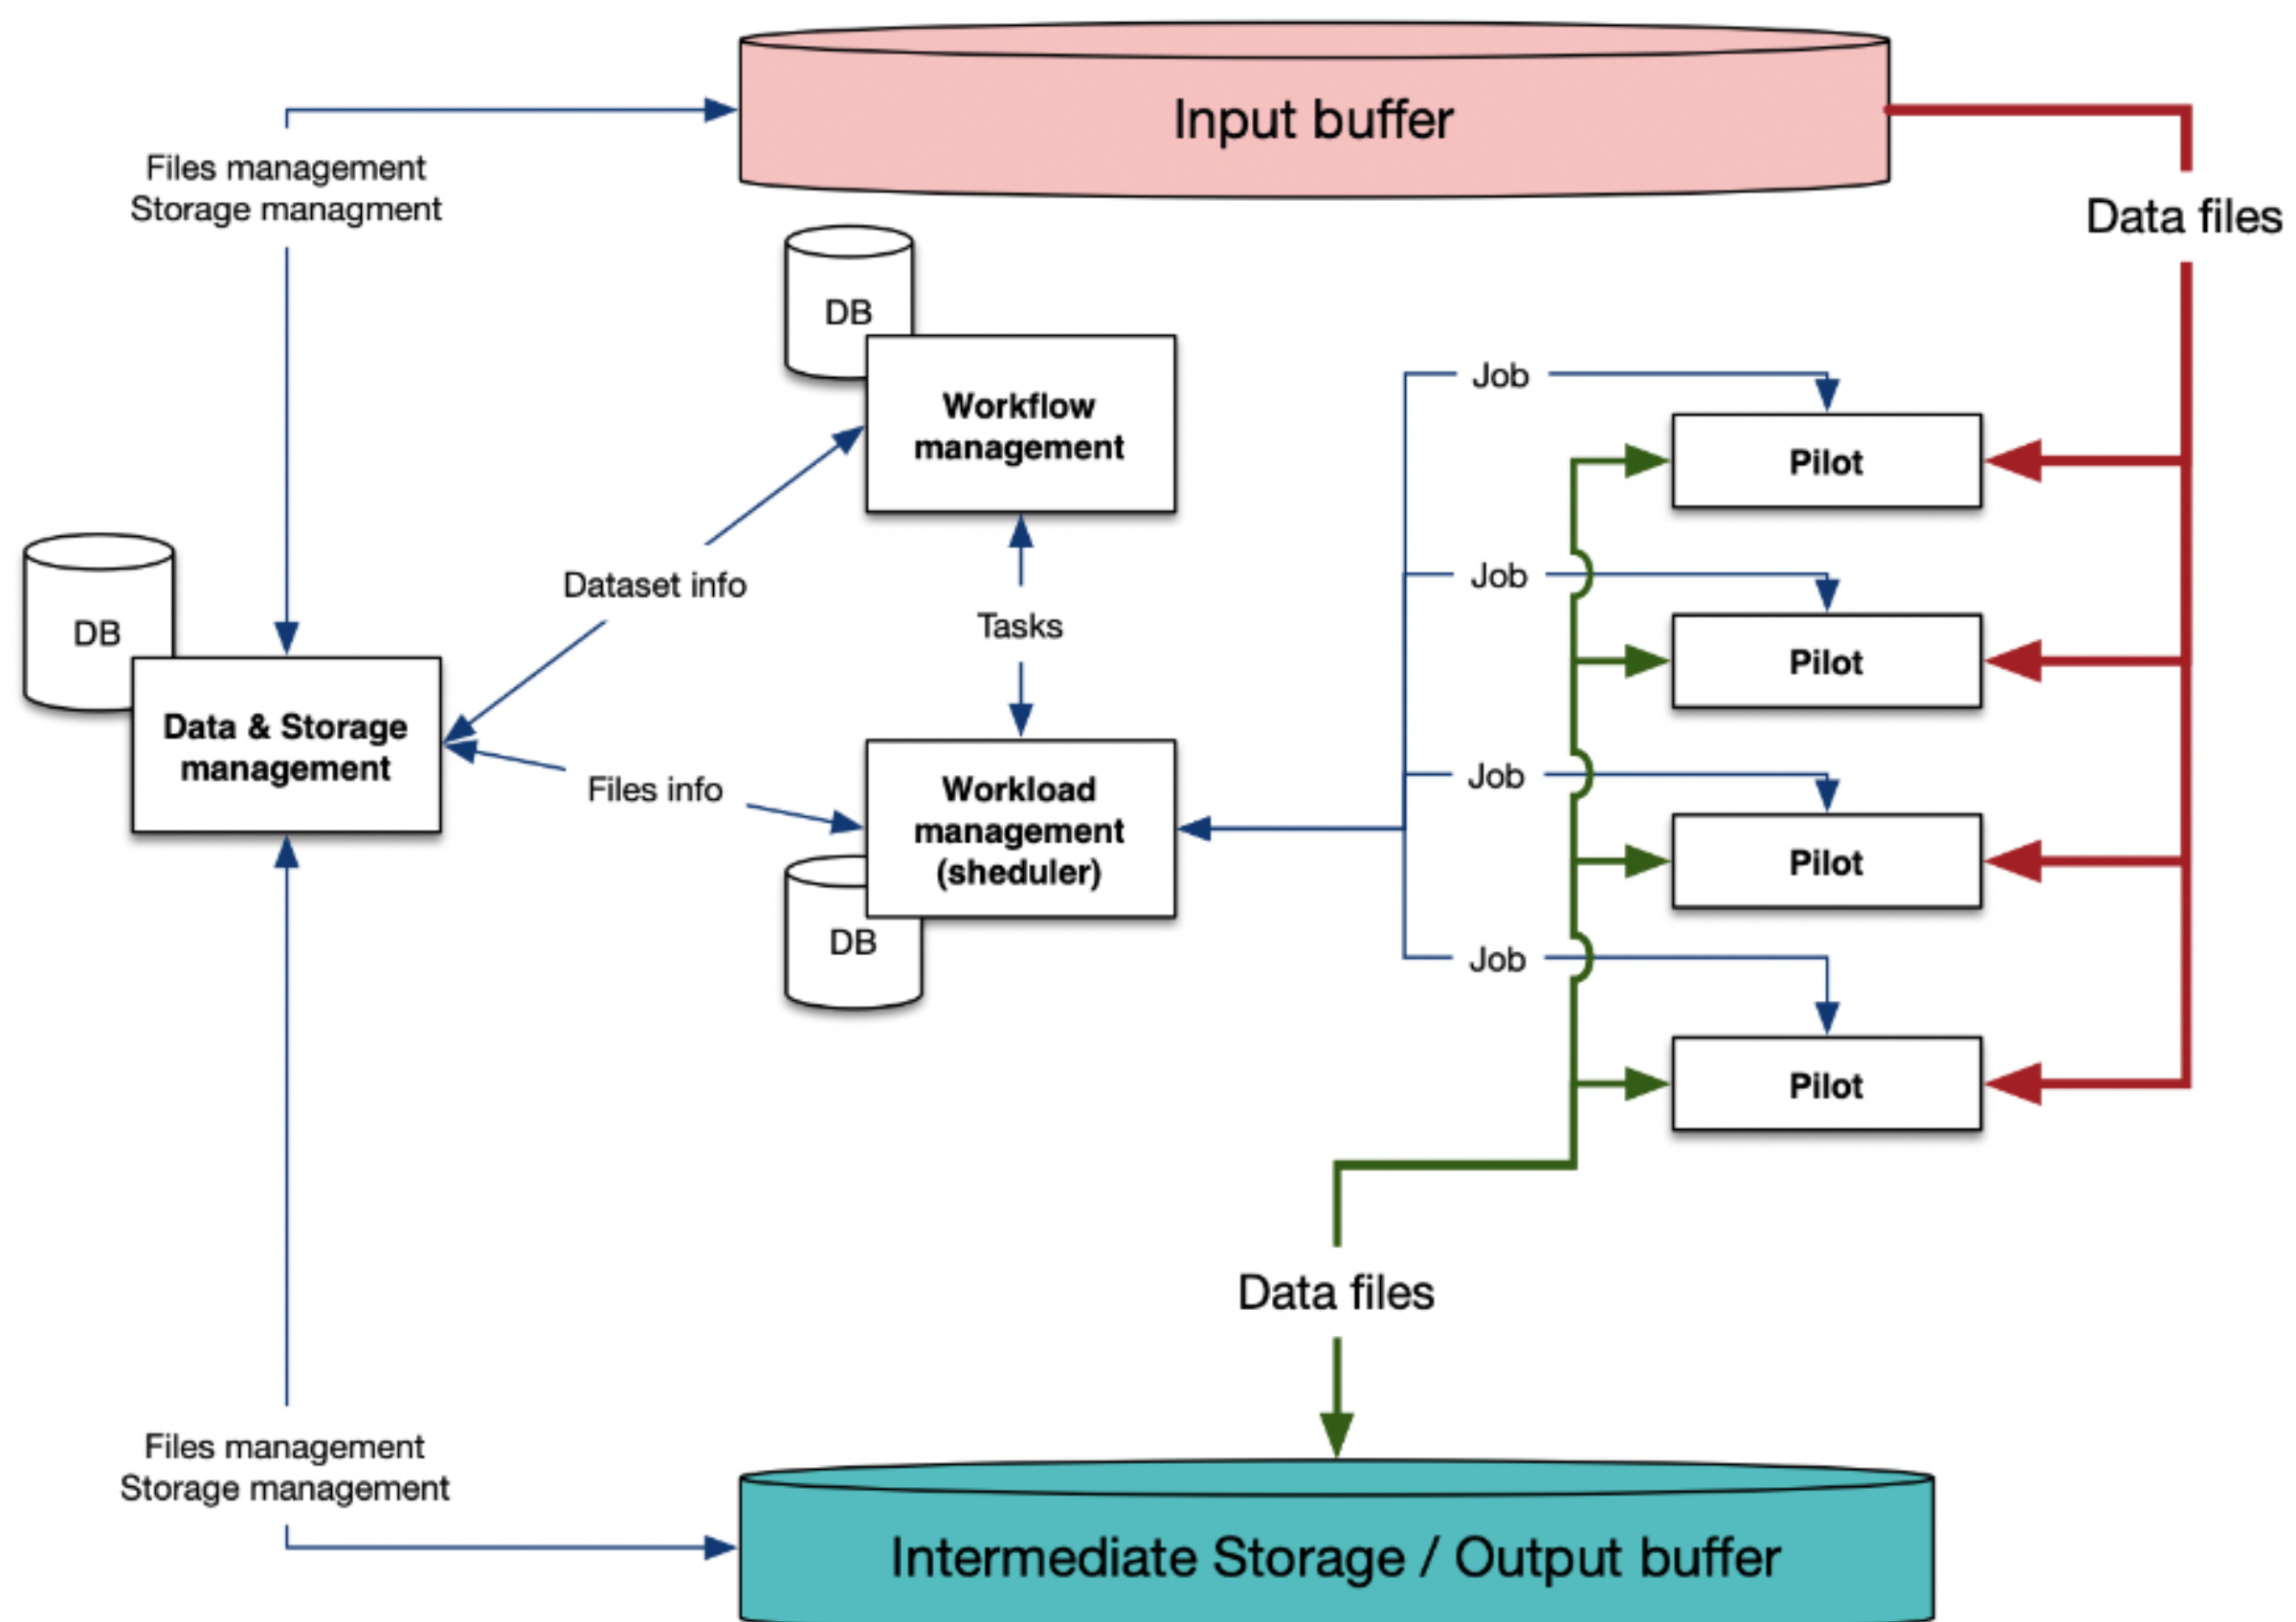 Input buffer
Files management
Storage managment
Data files
DB
Workflow
management
Job
Pilot
Dataset info
Tasks
Job
Pilot
DB
Data & Storage
management
Files info
Workload
management
(sheduler)
DB
Job
Pilot
Job
Pilot
Data files
Files management
Storage management
Intermediate Storage / Output buffer